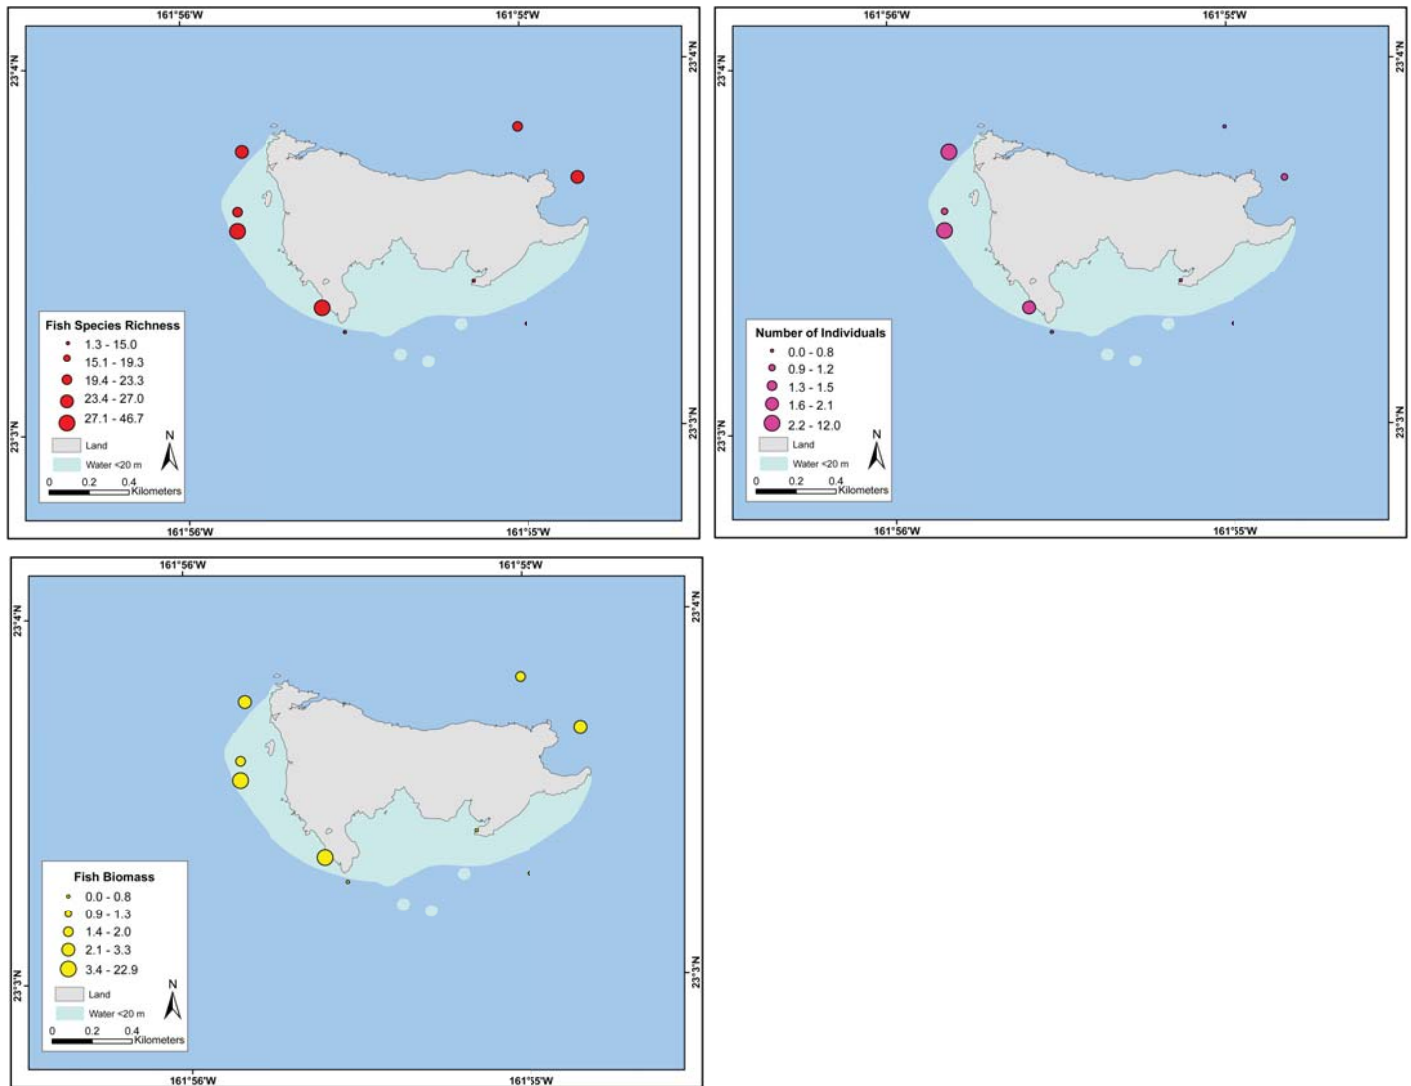 161°56'W 161°55'W
23°4'N 23°4'N
Fish Species Richness
1.3 - 15.0
15.1 - 19.3
19.4 - 23.3
23.4 - 27.0
27.1 - 46.7
Land
Water <20 m
N
0 0.2 0.4
Kilometers
23°3'N 23°3'N
161°56'W 161°55'W
161°56'W 161°55'W
23°4'N 23°4'N
Number of Individuals
0.0 - 0.8
0.9 - 1.2
1.3 - 1.5
1.6 - 2.1
2.2 - 12.0
Land
Water <20 m
N
0 0.2 0.4
Kilometers
23°3'N 23°3'N
161°56'W 161°55'W
161°56'W 161°55'W
23°4'N 23°4'N
Fish Biomass
0.0 - 0.8
0.9 - 1.3
1.4 - 2.0
2.1 - 3.3
3.4 - 22.9
Land
Water <20 m
N
0 0.2 0.4
Kilometers
23°3'N 23°3'N
161°56'W 161°55'W